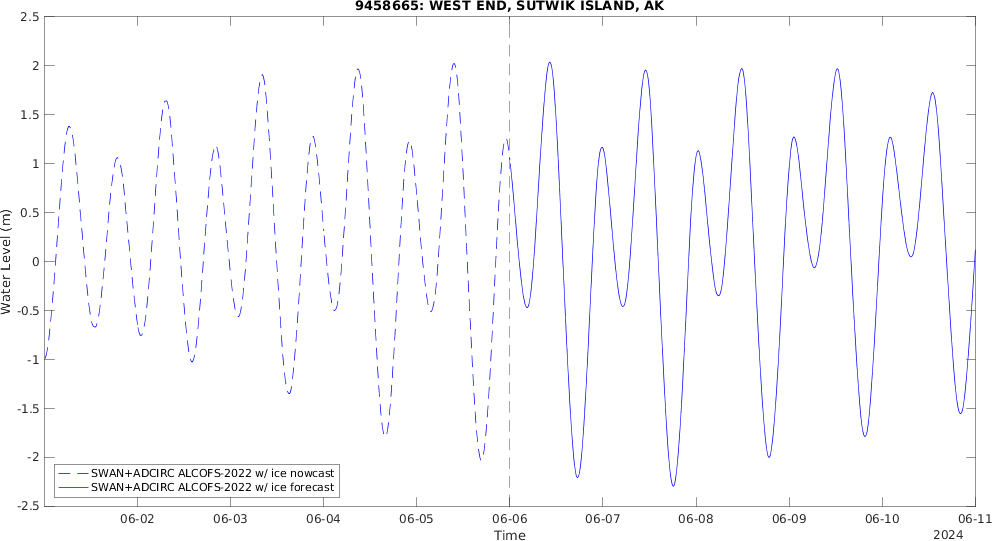 9458665: WEST END, SUTWIK ISLAND, AK
Water Level (m)
2.5
2
1.5
1
0.5
0
-0.5
-1
-1.5
-2
-2.5
SWAN+ADCIRC ALCOFS-2022 w/ ice nowcast
SWAN+ADCIRC ALCOFS-2022 w/ ice forecast
06-02 06-03 06-04 06-05 06-06 06-07 06-08 06-09 06-10 06-11
Time
2024